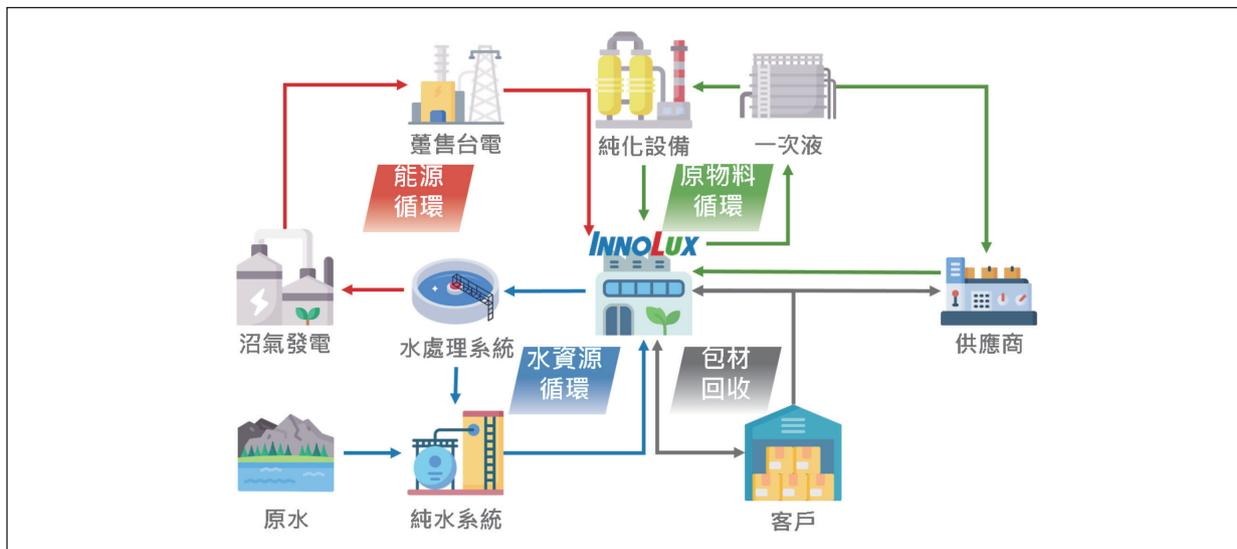 躉售台電
純化設備
一次液
能源
循環
原物料
循環
INNOLUX
沼氣發電
水處理系統
供應商
水資源
循環
包材
回收
原水
純水系統
客戶